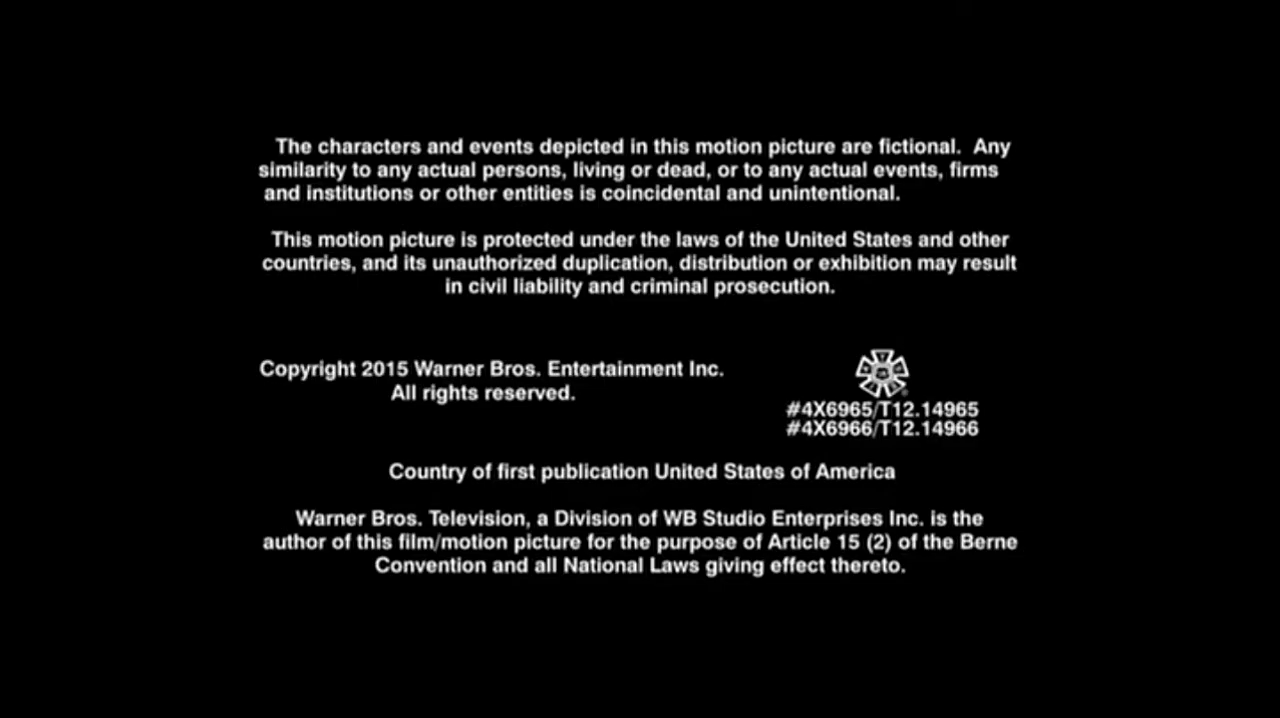 The characters and events depicted in this motion picture are fictional.  Any
similarity to any actual persons, living or dead, or to any actual events, firms
and institutions or other entities is coincidental and unintentional.
This motion picture is protected under the laws of the United States and other
countries, and its unauthorized duplication, distribution or exhibition may result
in civil liability and criminal prosecution.
Copyright 2015 Warner Bros. Entertainment Inc.
All rights reserved.
#4X6965/T12.14965
#4X6966/T12.14966
Country of first publication United States of America
Warner Bros. Television, a Division of WB Studio Enterprises Inc. is the
author of this film/motion picture for the purpose of Article 15 (2) of the Berne
Convention and all National Laws giving effect thereto.